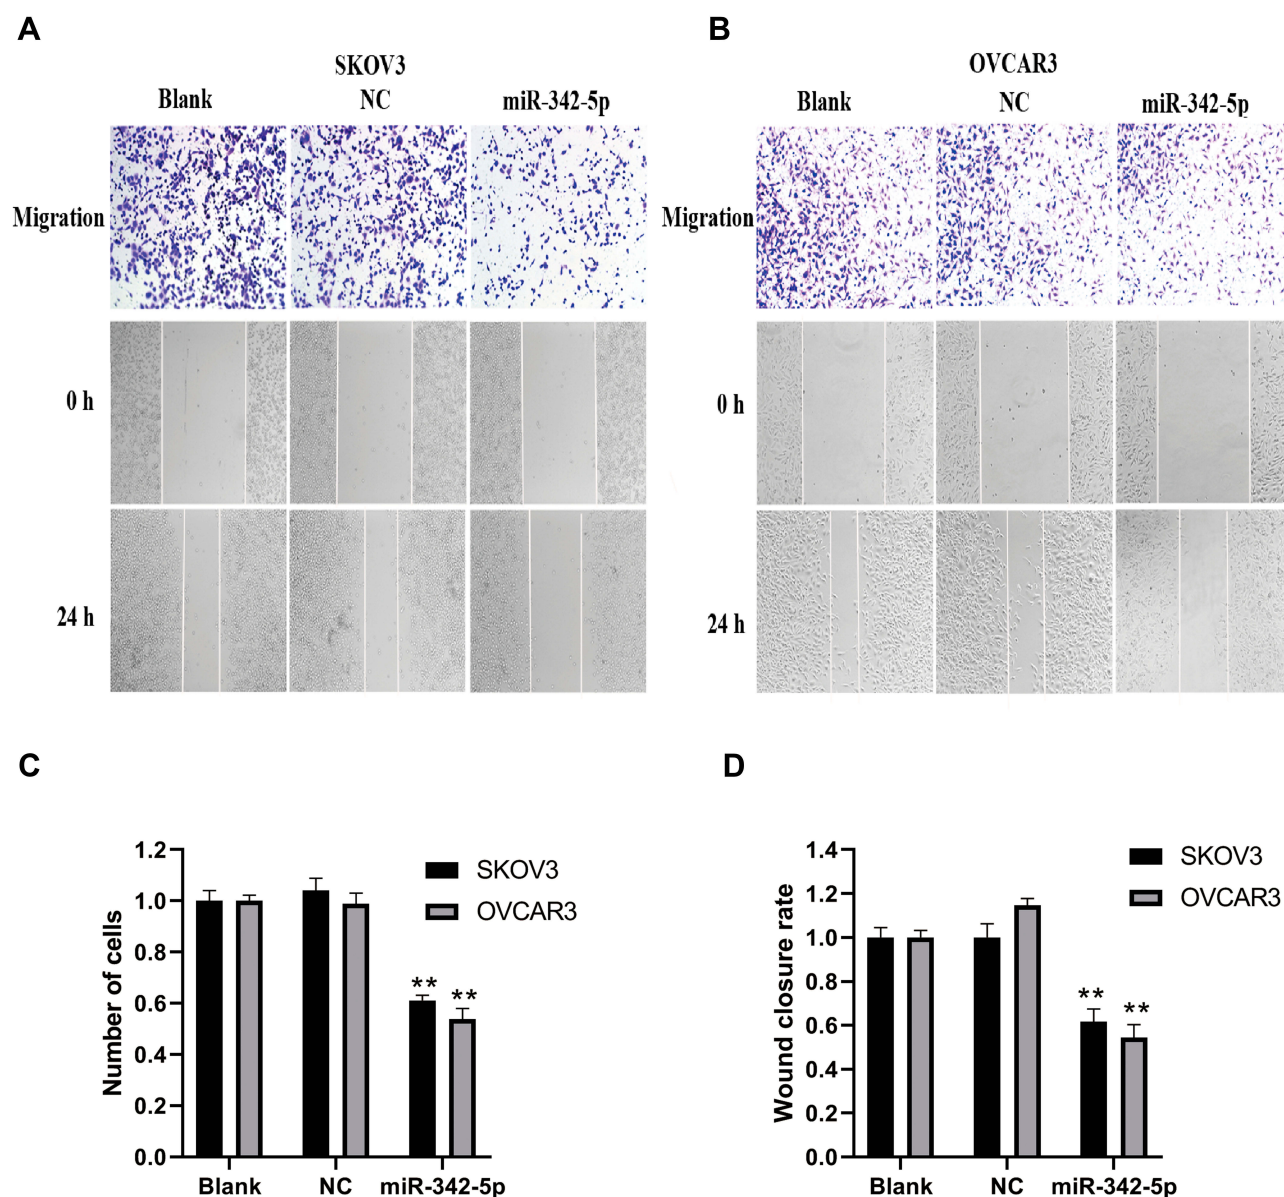 A
SKOV3
Blank NC miR-342-5p
Migration
0 h
24 h
B
OVCAR3
Blank NC miR-342-5p
Migration
0 h
24 h
C
Number of cells
1.2
1.0
0.8
0.6
0.4
0.2
0.0
SKOV3
OVCAR3
** **
Blank NC miR-342-5p
D
Wound closure rate
1.4
1.2
1.0
0.8
0.6
0.4
0.2
0.0
SKOV3
OVCAR3
** **
Blank NC miR-342-5p